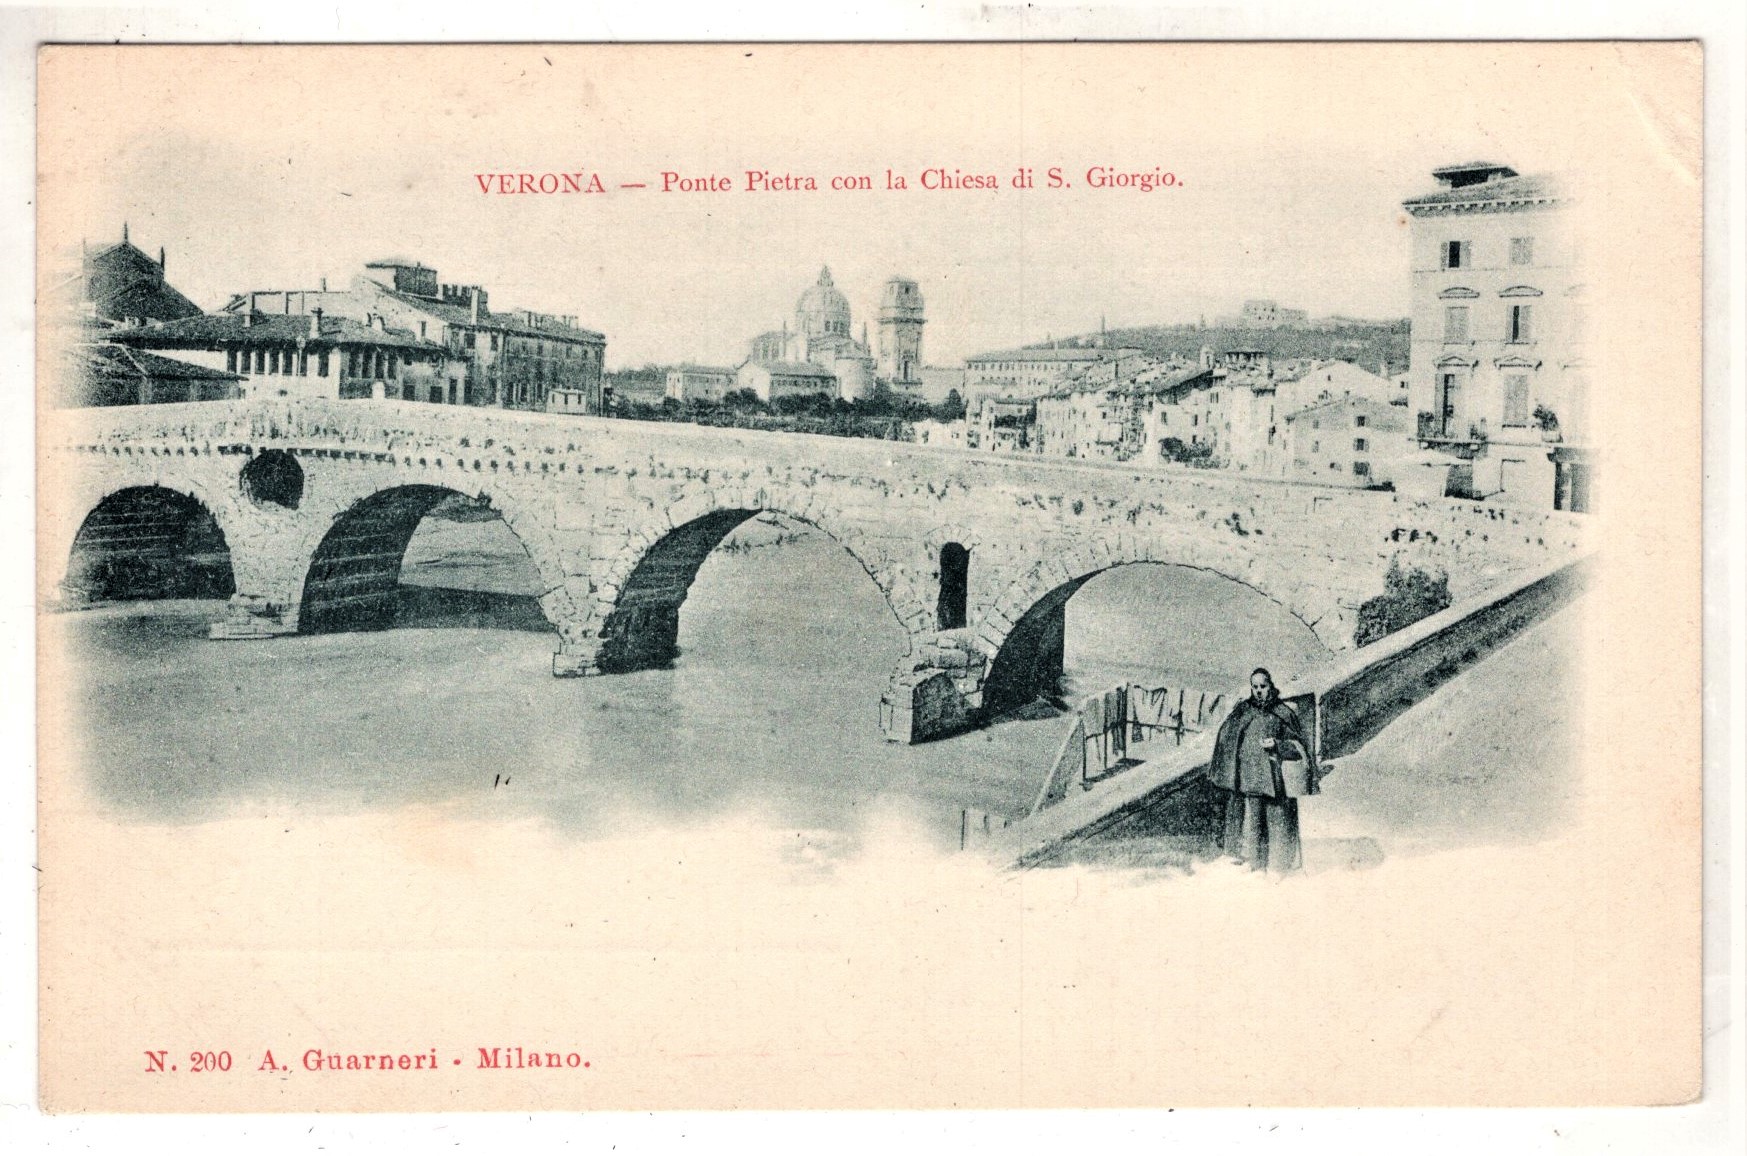 VERONA — Ponte Pietra con la Chiesa di S. Giorgio.
N. 200 A. Guarneri - Milano.